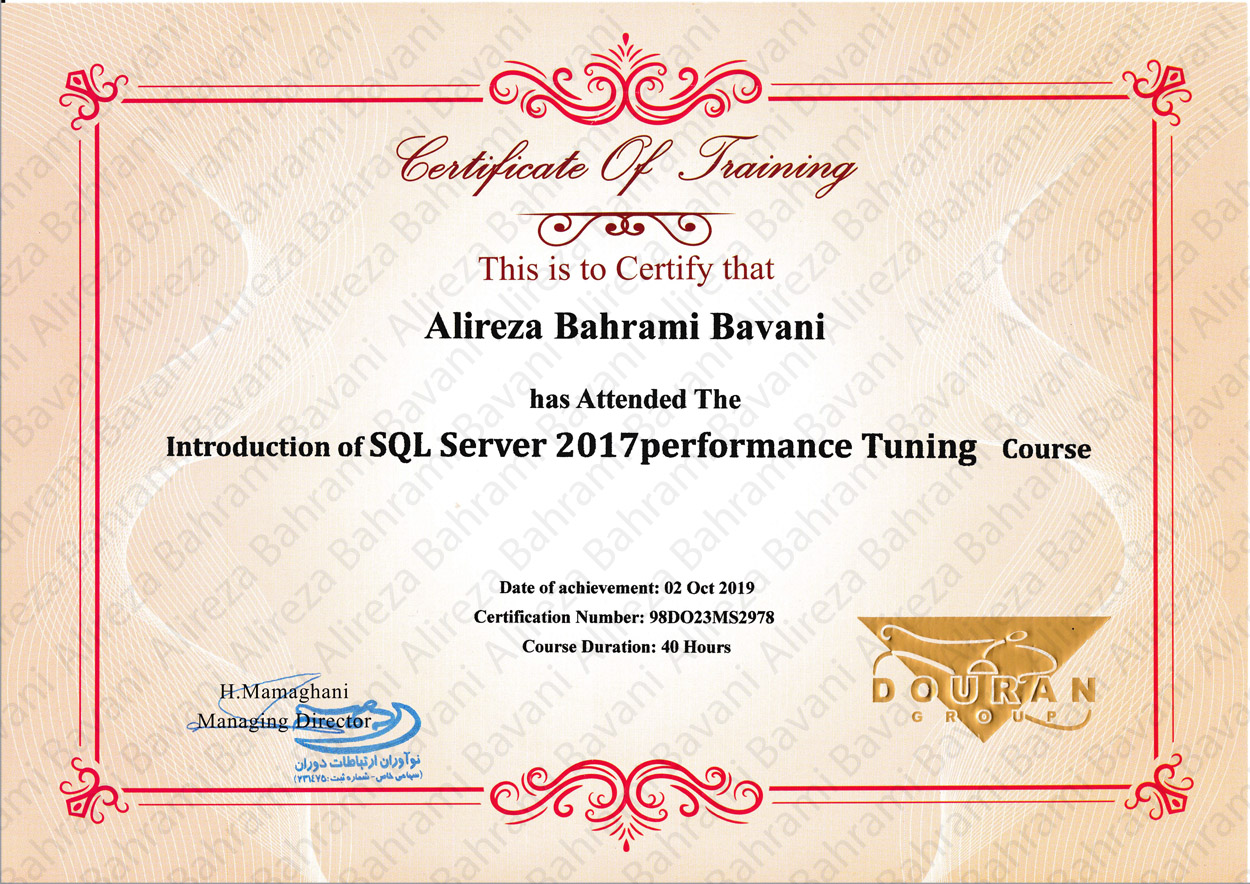 Certificate Of Training
This is to Certify that
Alireza Bahrami Bavani
has Attended The
Introduction of SQL Server 2017performance Tuning Course
Date of achievement: 02 Oct 2019
Certification Number: 98DO23MS2978
Course Duration: 40 Hours
H.Mamaghani
Managing Director
نوآوران ارتباطات دوران
(سهامی خاص - شماره ثبت: ۲۳۱۴۷۵)
DOURAN
GROUP